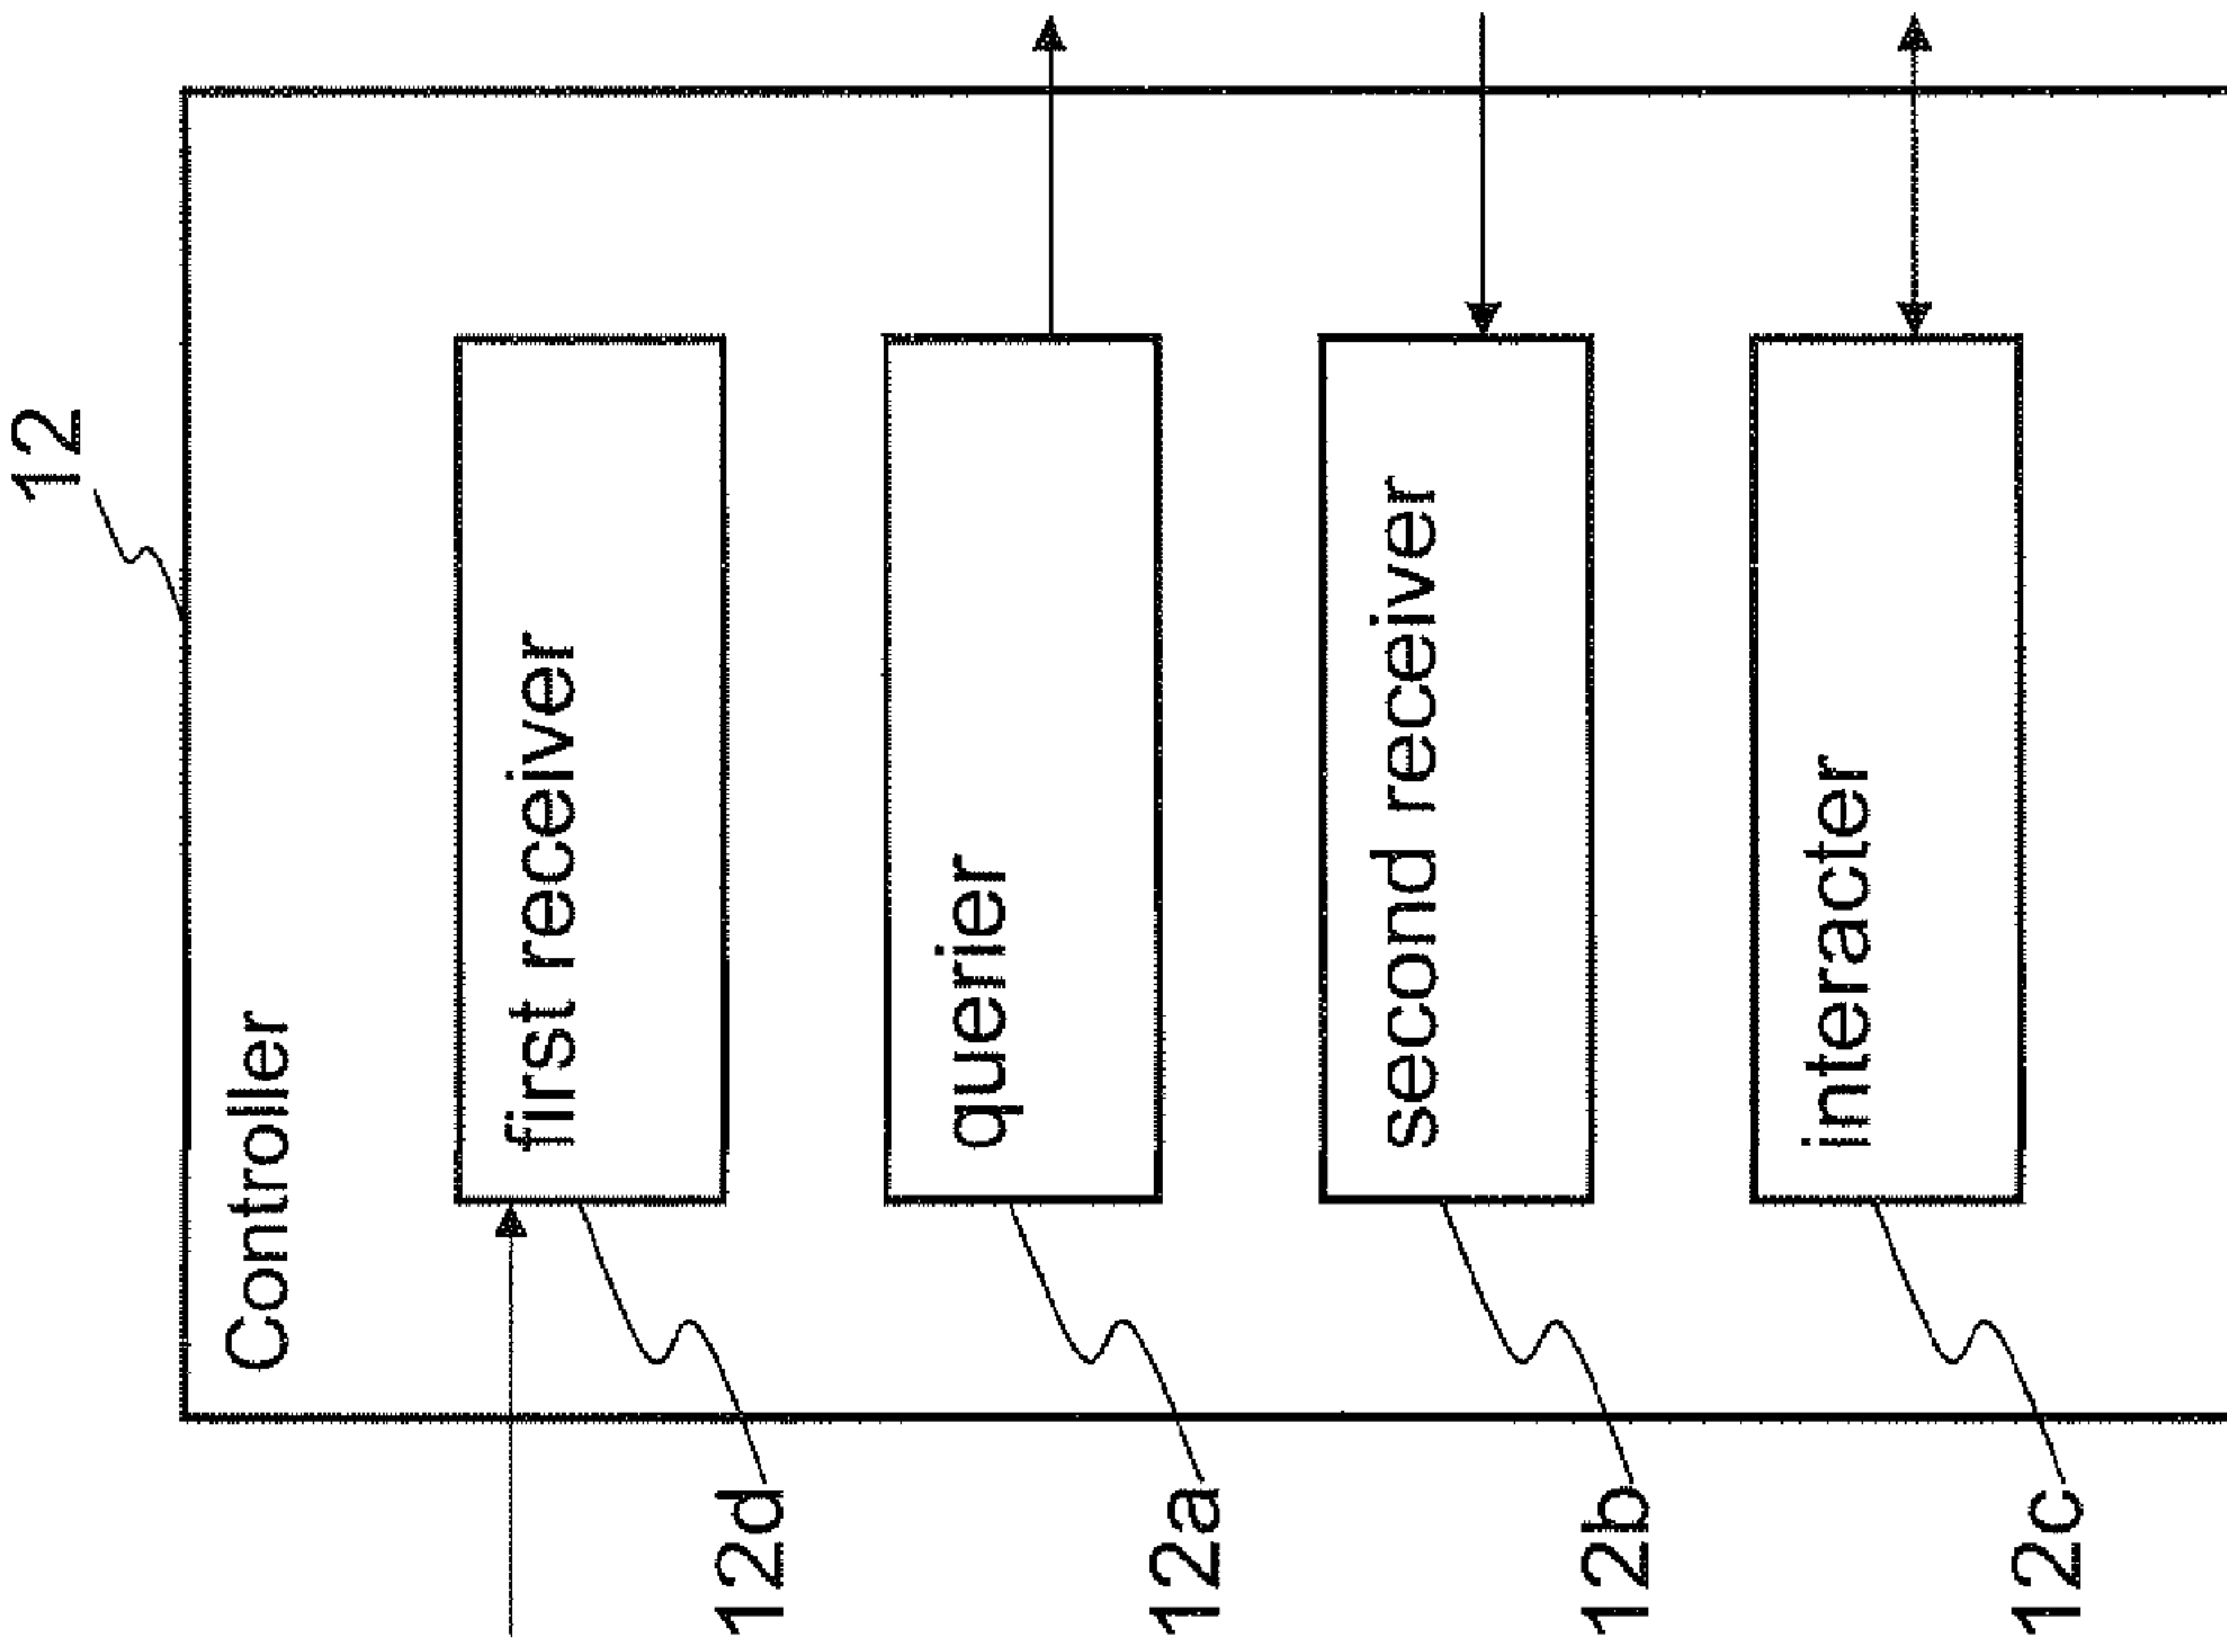 12
Controller
first receiver
12d
querier
12a
second receiver
12b
interacter
12c